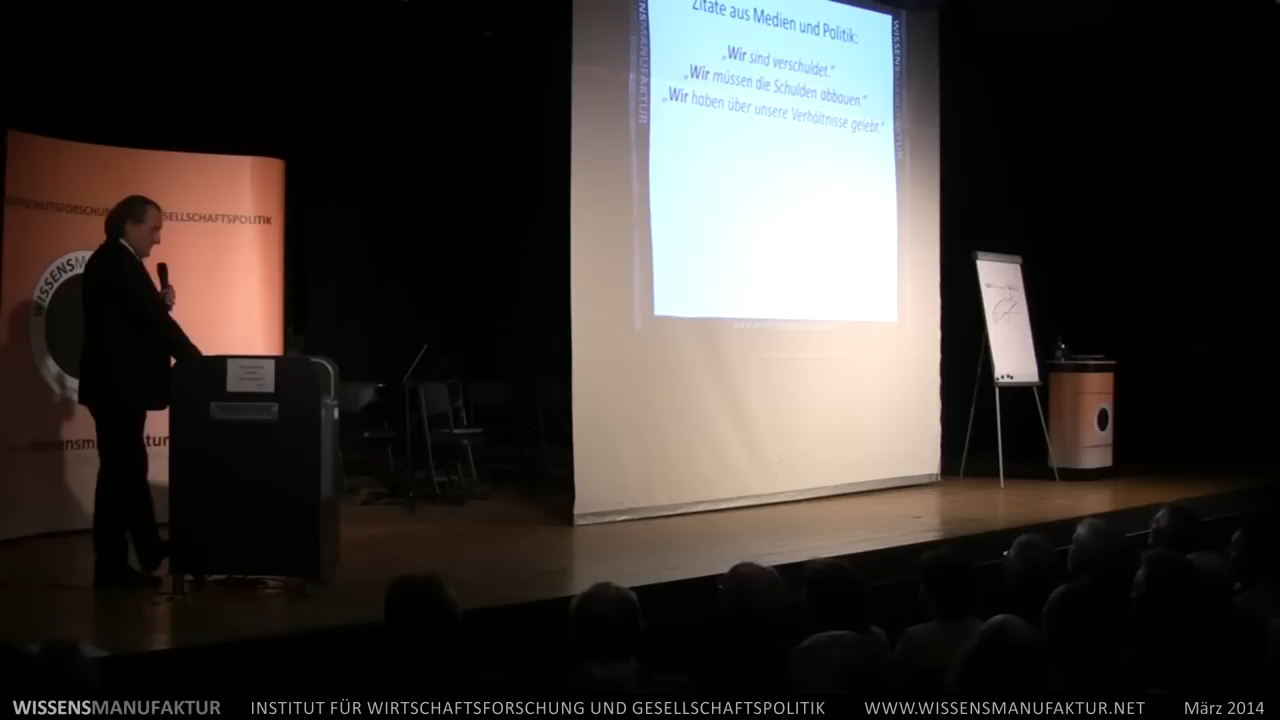 Zitate aus Medien und Politik:
„Wir sind verschuldet.“
„Wir müssen die Schulden abbauen.“
„Wir haben über unsere Verhältnisse gelebt.“
WISSENSMANUFAKTUR
GESELLSCHAFTSPOLITIK
WISSENSM
WISSENSMANUFAKTUR INSTITUT FÜR WIRTSCHAFTSFORSCHUNG UND GESELLSCHAFTSPOLITIK WWW.WISSENSMANUFAKTUR.NET März 2014